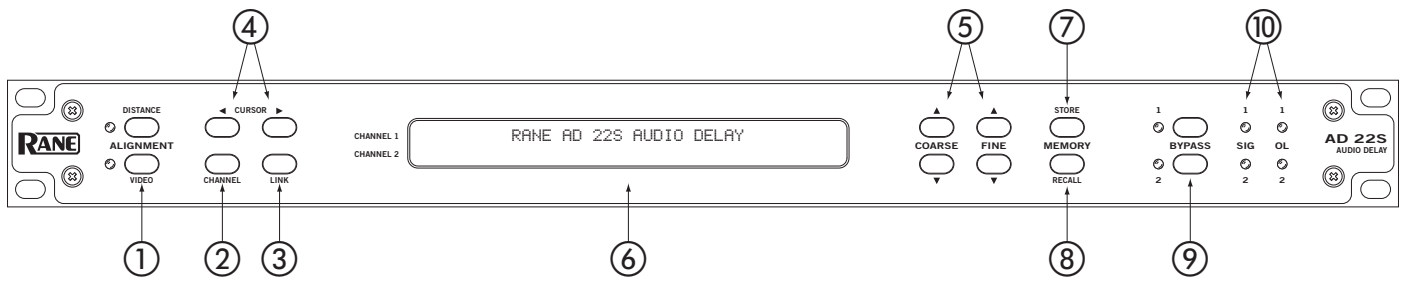 ④ ⑤ ⑦ ⑩
DISTANCE ◄ CURSOR ► ▲ ▲ STORE 1 1 1
RANE ALIGNMENT CHANNEL 1 RANE AD 22S AUDIO DELAY COARSE FINE MEMORY BYPASS SIG OL AD 22S
CHANNEL 2 AUDIO DELAY
VIDEO CHANNEL LINK ▼ ▼ RECALL 2 2 2
① ② ③ ⑥ ⑧ ⑨